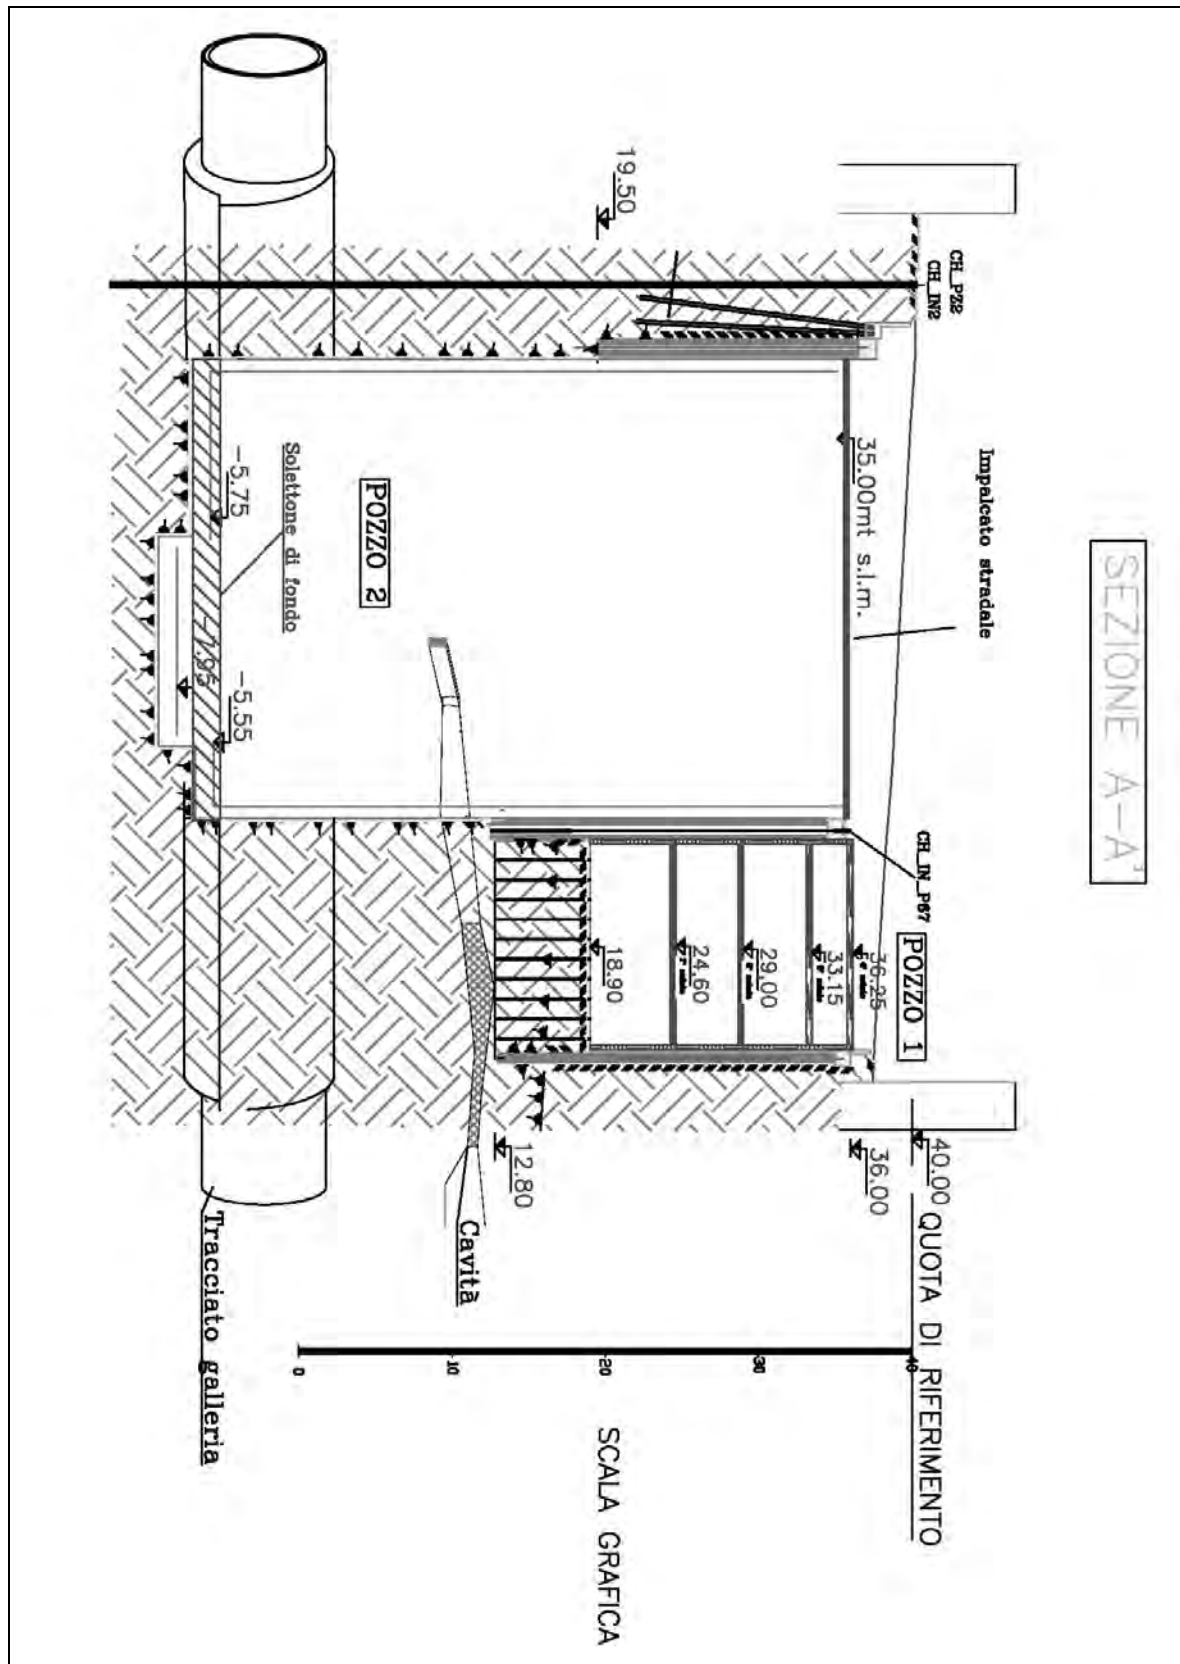 SEZIONE A-A'
CH_PZ2
CH_IN2
Impalcato stradale
CH_IN_P67
POZZO 1
40.00
QUOTA DI RIFERIMENTO
36.25
36.00
35.00mt s.l.m.
33.15
29.00
24.60
19.50
18.90
12.80
POZZO 2
Cavità
Solettone di fondo
-5.75
-5.55
-7.95
Tracciato galleria
0
10
20
30
40
SCALA GRAFICA